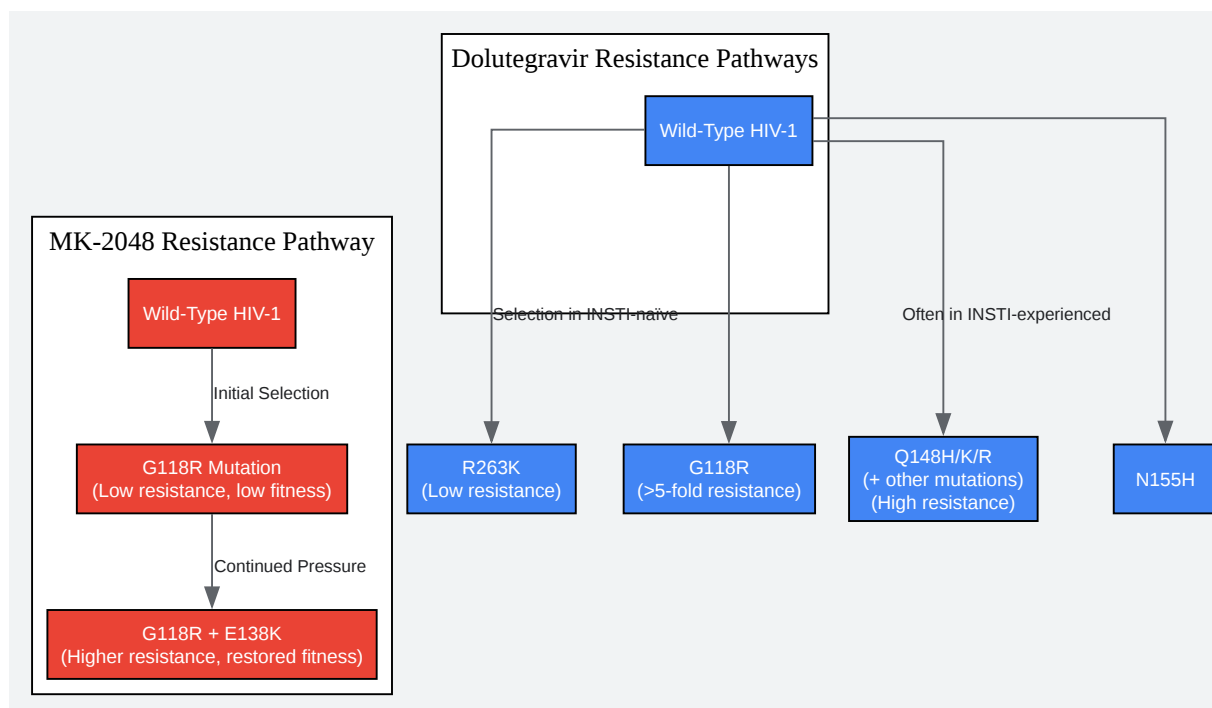 Dolutegravir Resistance Pathways
Wild-Type HIV-1
MK-2048 Resistance Pathway
Wild-Type HIV-1
Selection in INSTI-naïve
Often in INSTI-experienced
Initial Selection
G118R Mutation
(Low resistance, low fitness)
R263K
(Low resistance)
G118R
(>5-fold resistance)
Q148H/K/R
(+ other mutations)
(High resistance)
N155H
Continued Pressure
G118R + E138K
(Higher resistance, restored fitness)